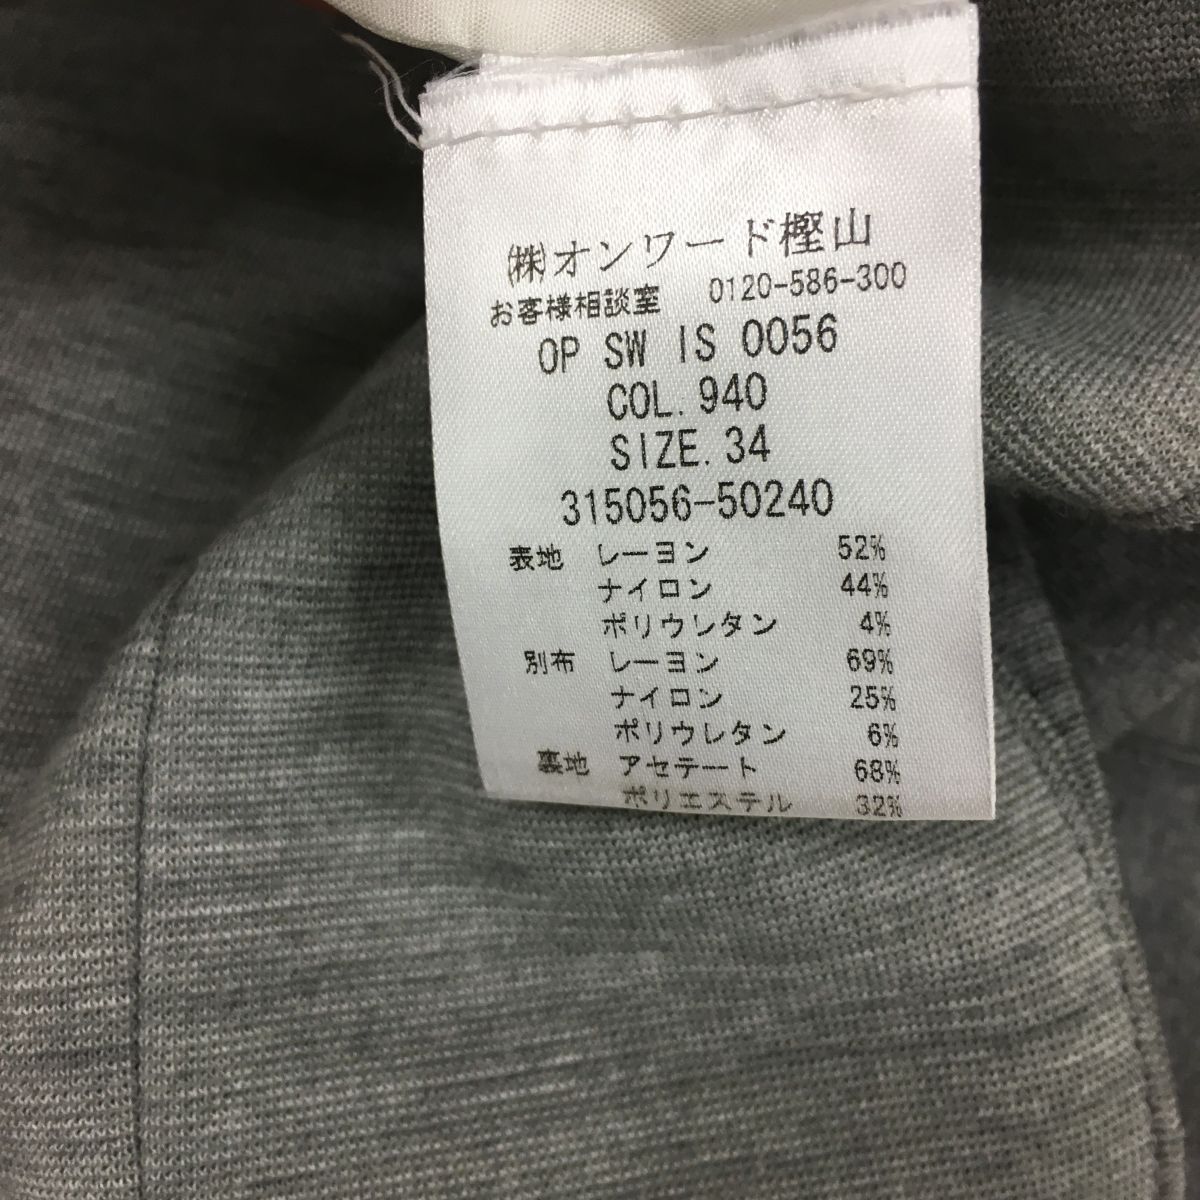 ㈱オンワード樫山
お客様相談室 0120-586-300
OP SW IS 0056
COL.940
SIZE.34
315056-50240
表地 レーヨン 52%
ナイロン 44%
ポリウレタン 4%
別布 レーヨン 69%
ナイロン 25%
ポリウレタン 6%
裏地 アセテート 68%
ポリエステル 32%